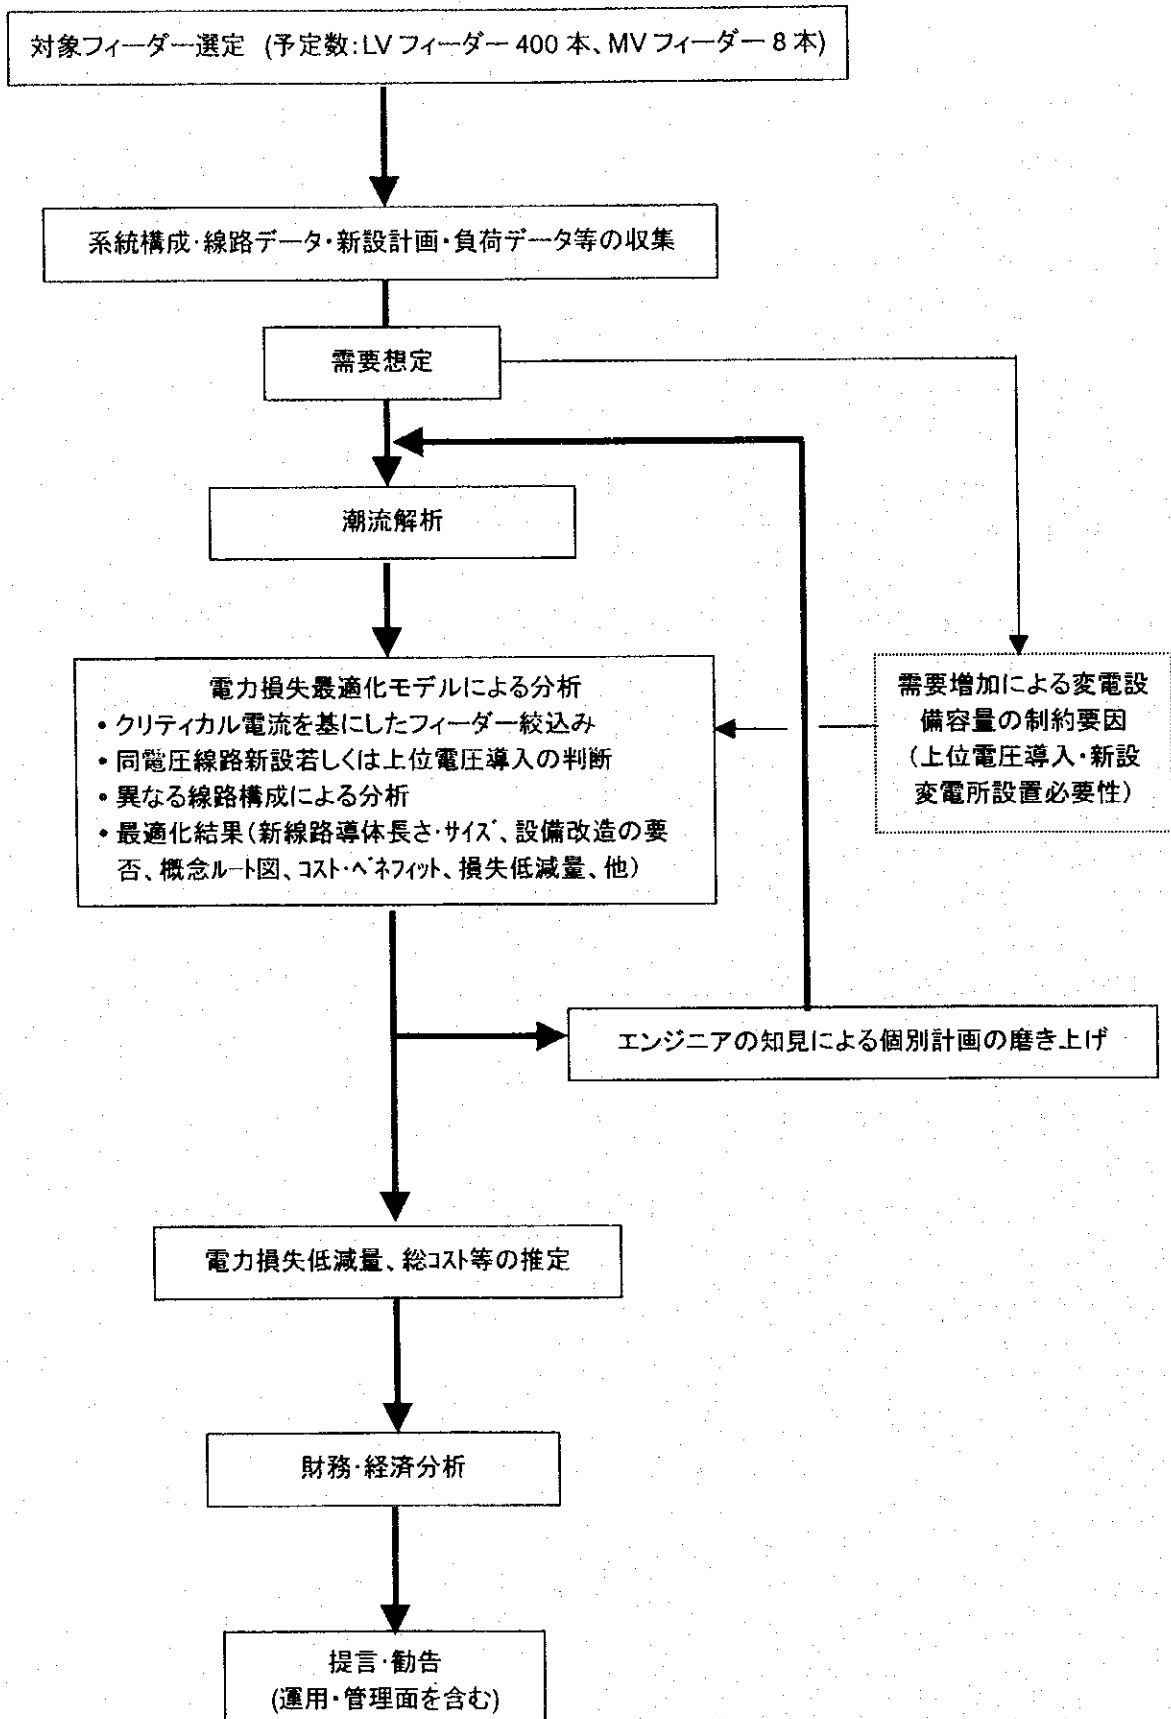 対象フィーダー選定 (予定数:LV フィーダー 400 本、MV フィーダー 8 本)
系統構成・線路データ・新設計画・負荷データ等の収集
需要想定
潮流解析
電力損失最適化モデルによる分析
• クリティカル電流を基にしたフィーダー絞込み
• 同電圧線路新設若しくは上位電圧導入の判断
• 異なる線路構成による分析
• 最適化結果(新線路導体長さ・サイズ、設備改造の要
否、概念ルート図、コスト・ベネフィット、損失低減量、他)
需要増加による変電設
備容量の制約要因
(上位電圧導入・新設
変電所設置必要性)
エンジニアの知見による個別計画の磨き上げ
電力損失低減量、総コスト等の推定
財務・経済分析
提言・勧告
(運用・管理面を含む)